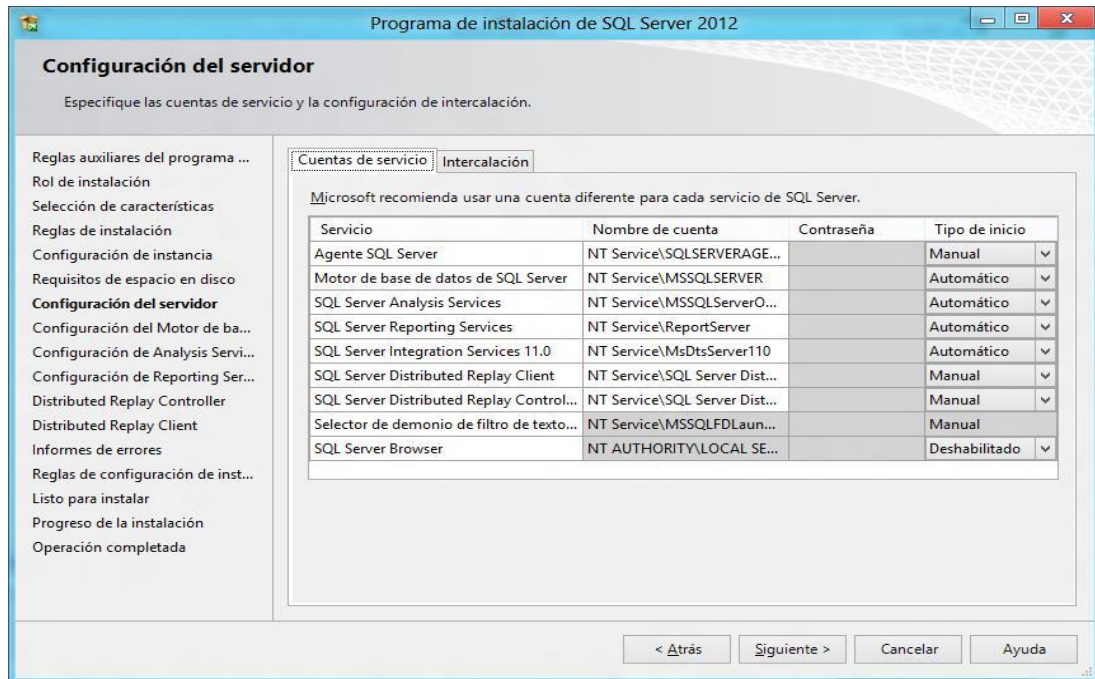 Programa de instalación de SQL Server 2012
Configuración del servidor
Especifique las cuentas de servicio y la configuración de intercalación.
Reglas auxiliares del programa ...
Rol de instalación
Selección de características
Reglas de instalación
Configuración de instancia
Requisitos de espacio en disco
Configuración del servidor
Configuración del Motor de ba...
Configuración de Analysis Servi...
Configuración de Reporting Ser...
Distributed Replay Controller
Distributed Replay Client
Informes de errores
Reglas de configuración de inst...
Listo para instalar
Progreso de la instalación
Operación completada
Cuentas de servicio Intercalación
Microsoft recomienda usar una cuenta diferente para cada servicio de SQL Server.
Servicio Nombre de cuenta Contraseña Tipo de inicio
Agente SQL Server NT Service\SQLSERVERAGE... Manual
Motor de base de datos de SQL Server NT Service\MSSQLSERVER Automático
SQL Server Analysis Services NT Service\MSSQLServerO... Automático
SQL Server Reporting Services NT Service\ReportServer Automático
SQL Server Integration Services 11.0 NT Service\MsDtsServer110 Automático
SQL Server Distributed Replay Client NT Service\SQL Server Dist... Manual
SQL Server Distributed Replay Control... NT Service\SQL Server Dist... Manual
Selector de demonio de filtro de texto... NT Service\MSSQLFDLaun... Manual
SQL Server Browser NT AUTHORITY\LOCAL SE... Deshabilitado
< Atrás Siguiente > Cancelar Ayuda